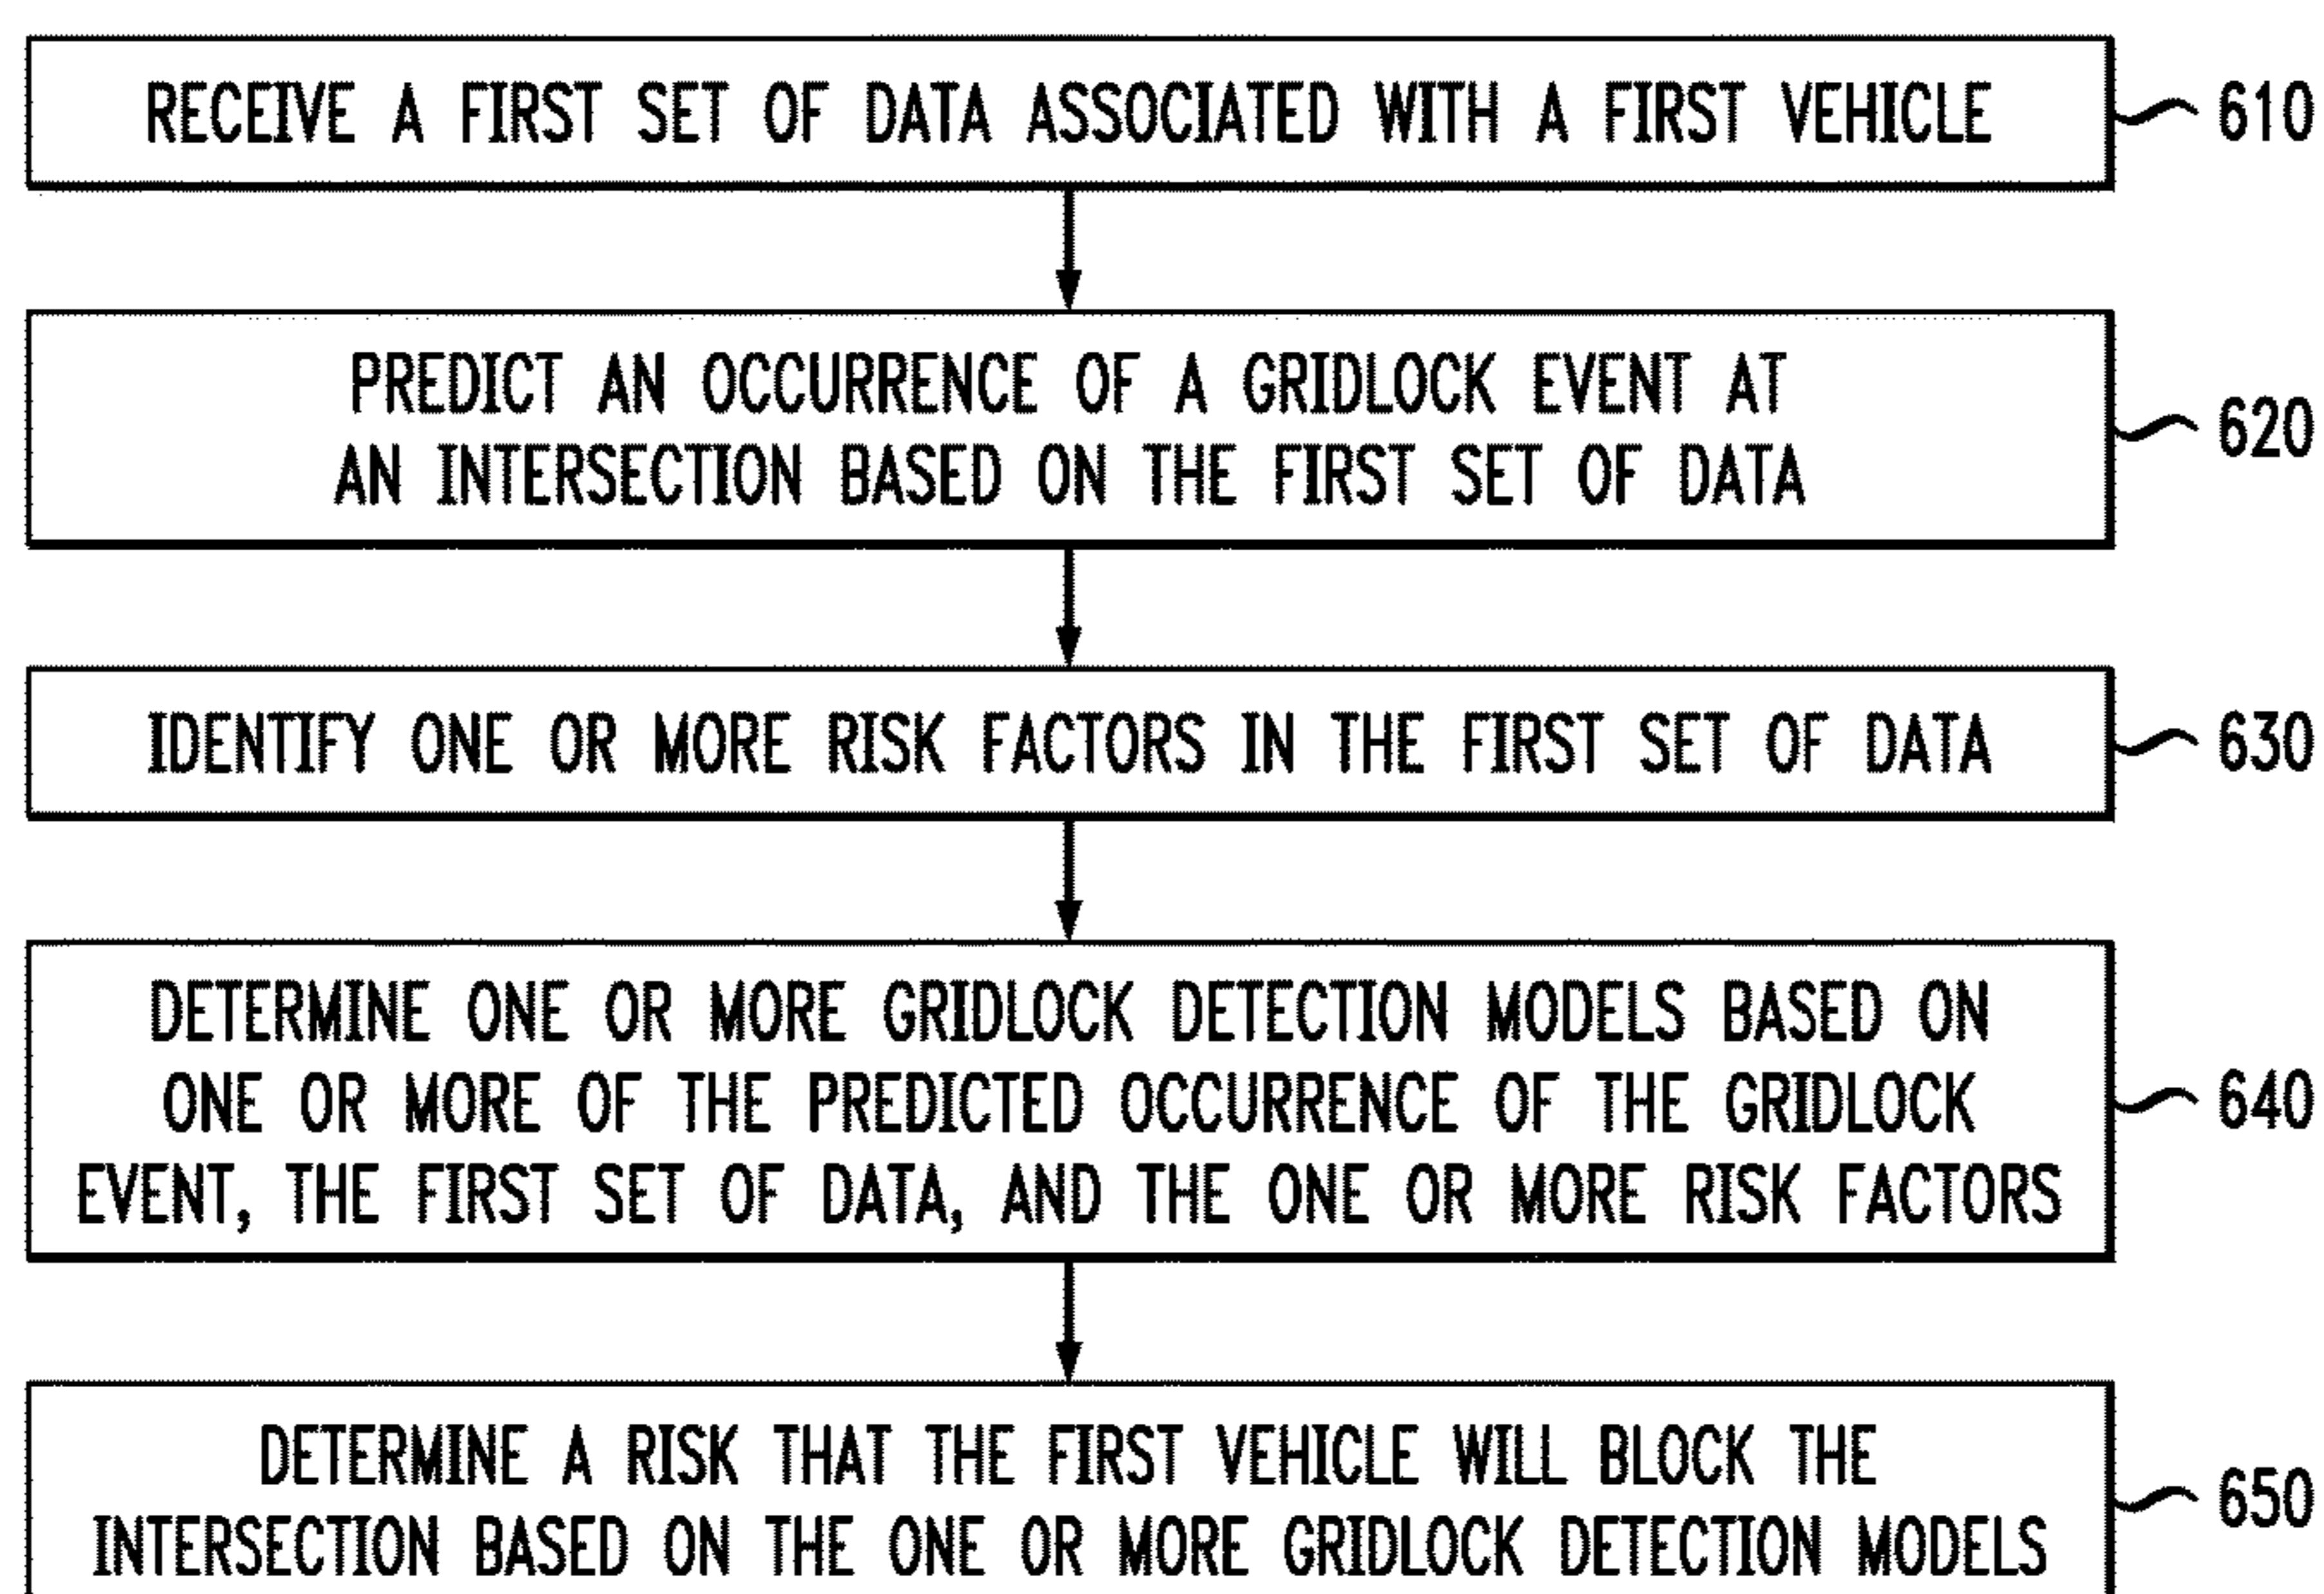 RECEIVE A FIRST SET OF DATA ASSOCIATED WITH A FIRST VEHICLE
610
PREDICT AN OCCURRENCE OF A GRIDLOCK EVENT AT
AN INTERSECTION BASED ON THE FIRST SET OF DATA
620
IDENTIFY ONE OR MORE RISK FACTORS IN THE FIRST SET OF DATA
630
DETERMINE ONE OR MORE GRIDLOCK DETECTION MODELS BASED ON
ONE OR MORE OF THE PREDICTED OCCURRENCE OF THE GRIDLOCK
EVENT, THE FIRST SET OF DATA, AND THE ONE OR MORE RISK FACTORS
640
DETERMINE A RISK THAT THE FIRST VEHICLE WILL BLOCK THE
INTERSECTION BASED ON THE ONE OR MORE GRIDLOCK DETECTION MODELS
650